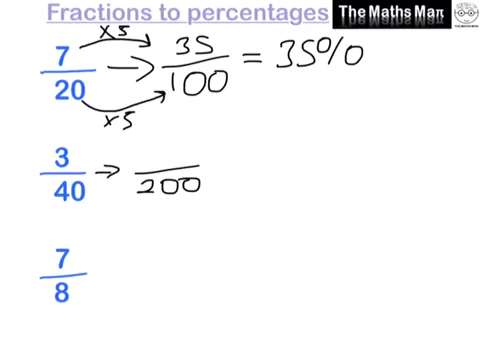 Fractions to percentages
The Maths Man
×5
7/20 → 35/100 = 35%
×5
3/40 → /200
7/8